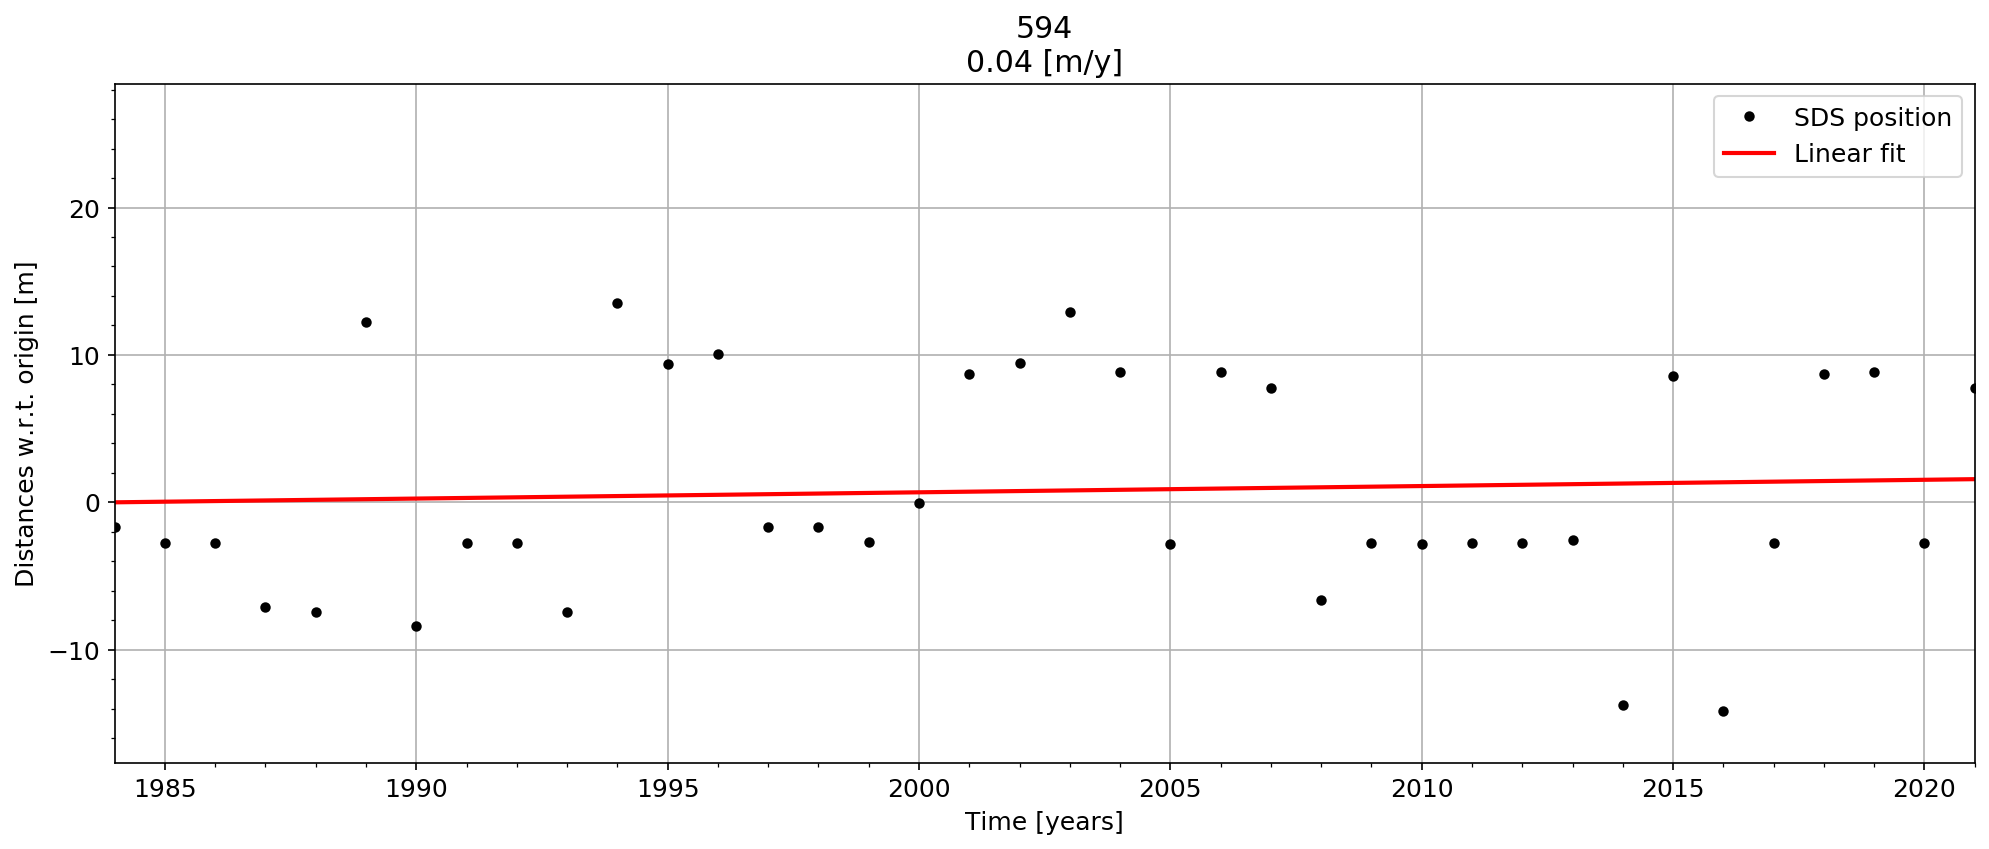 594
0.04 [m/y]
SDS position
Linear fit
Distances w.r.t. origin [m]
20
10
0
−10
1985 1990 1995 2000 2005 2010 2015 2020
Time [years]